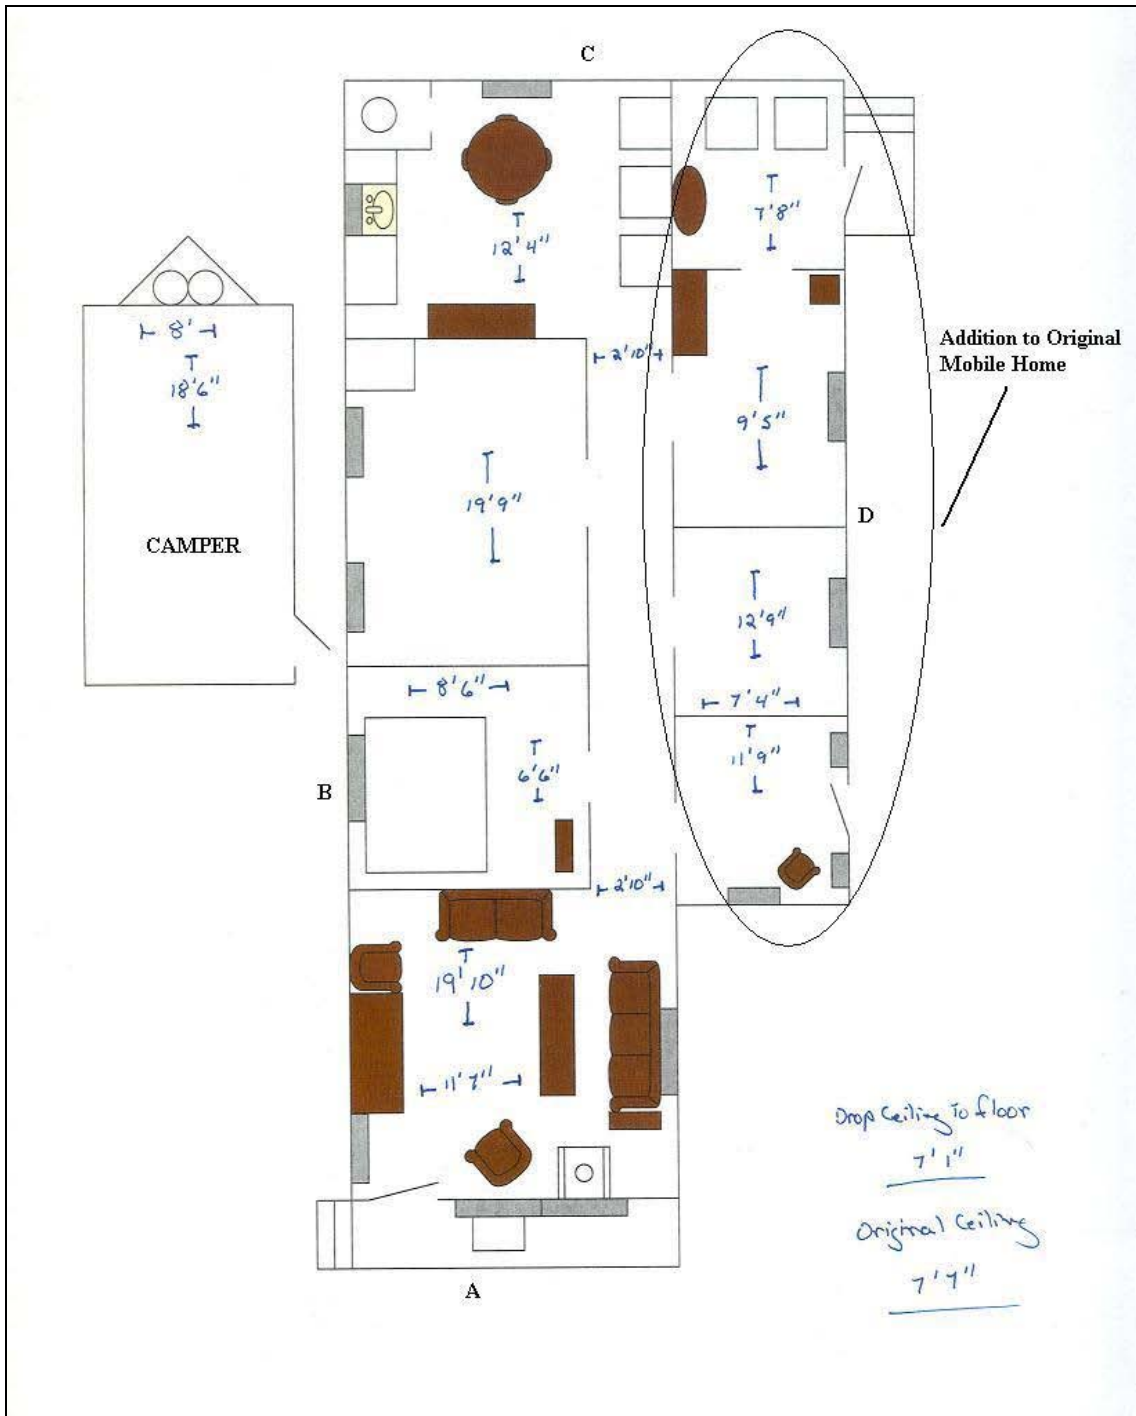 C
7'8"
12'4"
8'
18'6"
2'10"
Addition to Original
Mobile Home
9'5"
19'9"
D
CAMPER
12'9"
8'6"
7'4"
11'9"
6'6"
B
2'10"
19'10"
11'7"
Drop Ceiling To floor
7'1"
Original Ceiling
7'7"
A